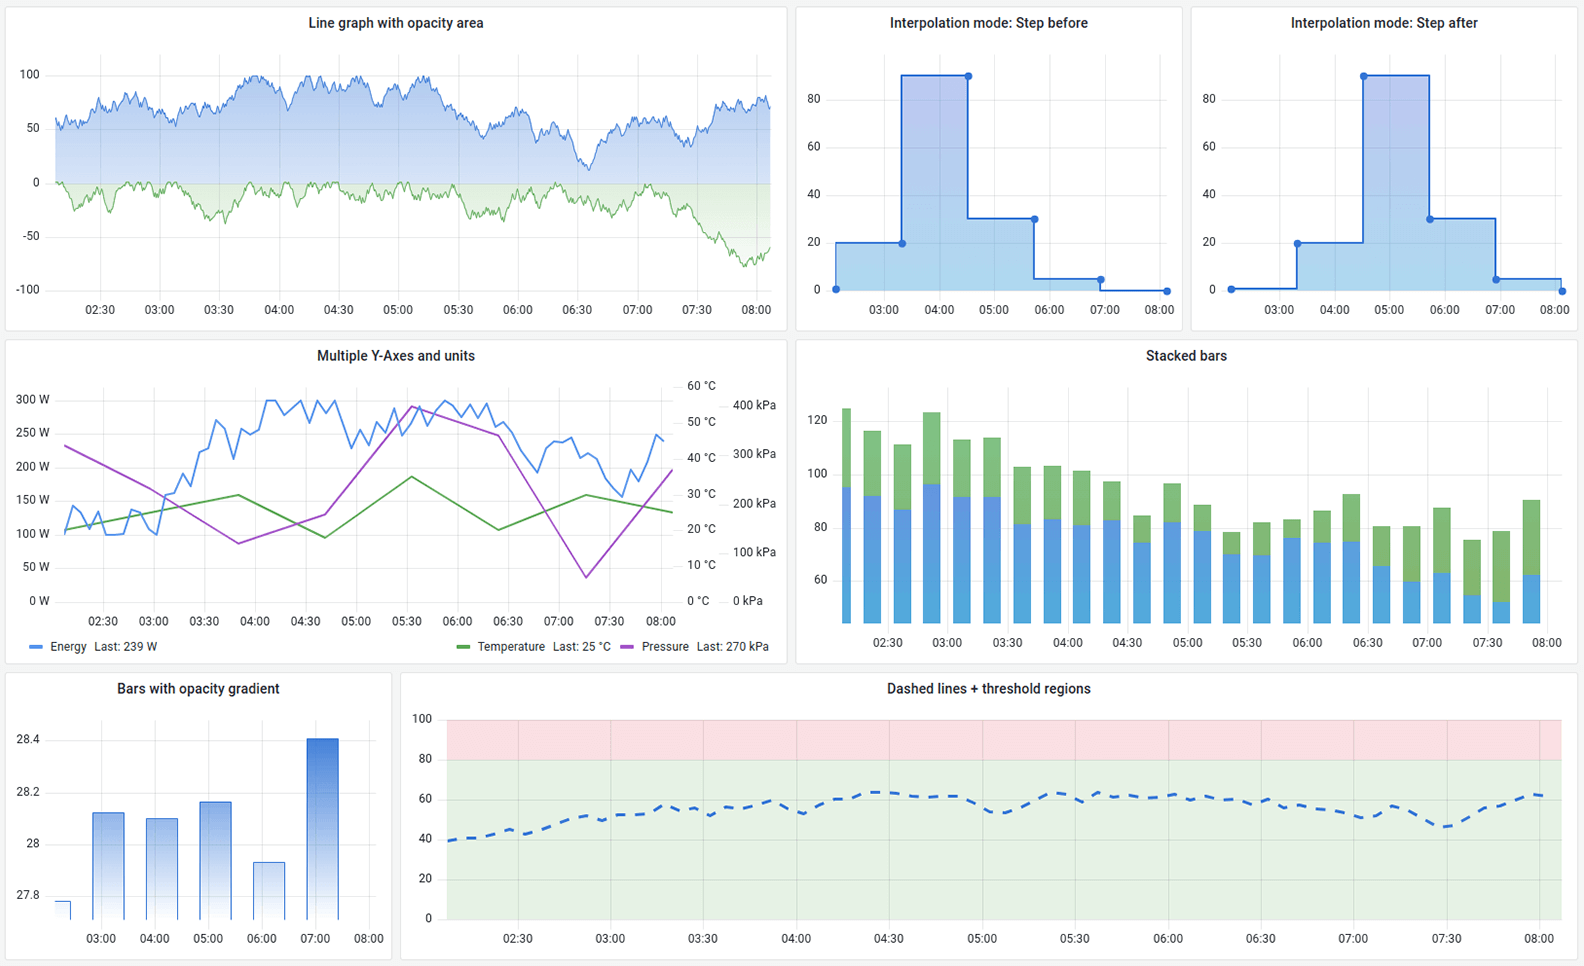 Line graph with opacity area
100
50
0
-50
-100
02:30 03:00 03:30 04:00 04:30 05:00 05:30 06:00 06:30 07:00 07:30 08:00
Interpolation mode: Step before
80
60
40
20
0
03:00 04:00 05:00 06:00 07:00 08:00
Interpolation mode: Step after
80
60
40
20
0
03:00 04:00 05:00 06:00 07:00 08:00
Multiple Y-Axes and units
300 W
250 W
200 W
150 W
100 W
50 W
0 W
60 °C
50 °C
40 °C
30 °C
20 °C
10 °C
0 °C
400 kPa
300 kPa
200 kPa
100 kPa
0 kPa
02:30 03:00 03:30 04:00 04:30 05:00 05:30 06:00 06:30 07:00 07:30 08:00
Energy Last: 239 W Temperature Last: 25 °C Pressure Last: 270 kPa
Stacked bars
120
100
80
60
02:30 03:00 03:30 04:00 04:30 05:00 05:30 06:00 06:30 07:00 07:30 08:00
Bars with opacity gradient
28.4
28.2
28
27.8
03:00 04:00 05:00 06:00 07:00 08:00
Dashed lines + threshold regions
100
80
60
40
20
0
02:30 03:00 03:30 04:00 04:30 05:00 05:30 06:00 06:30 07:00 07:30 08:00